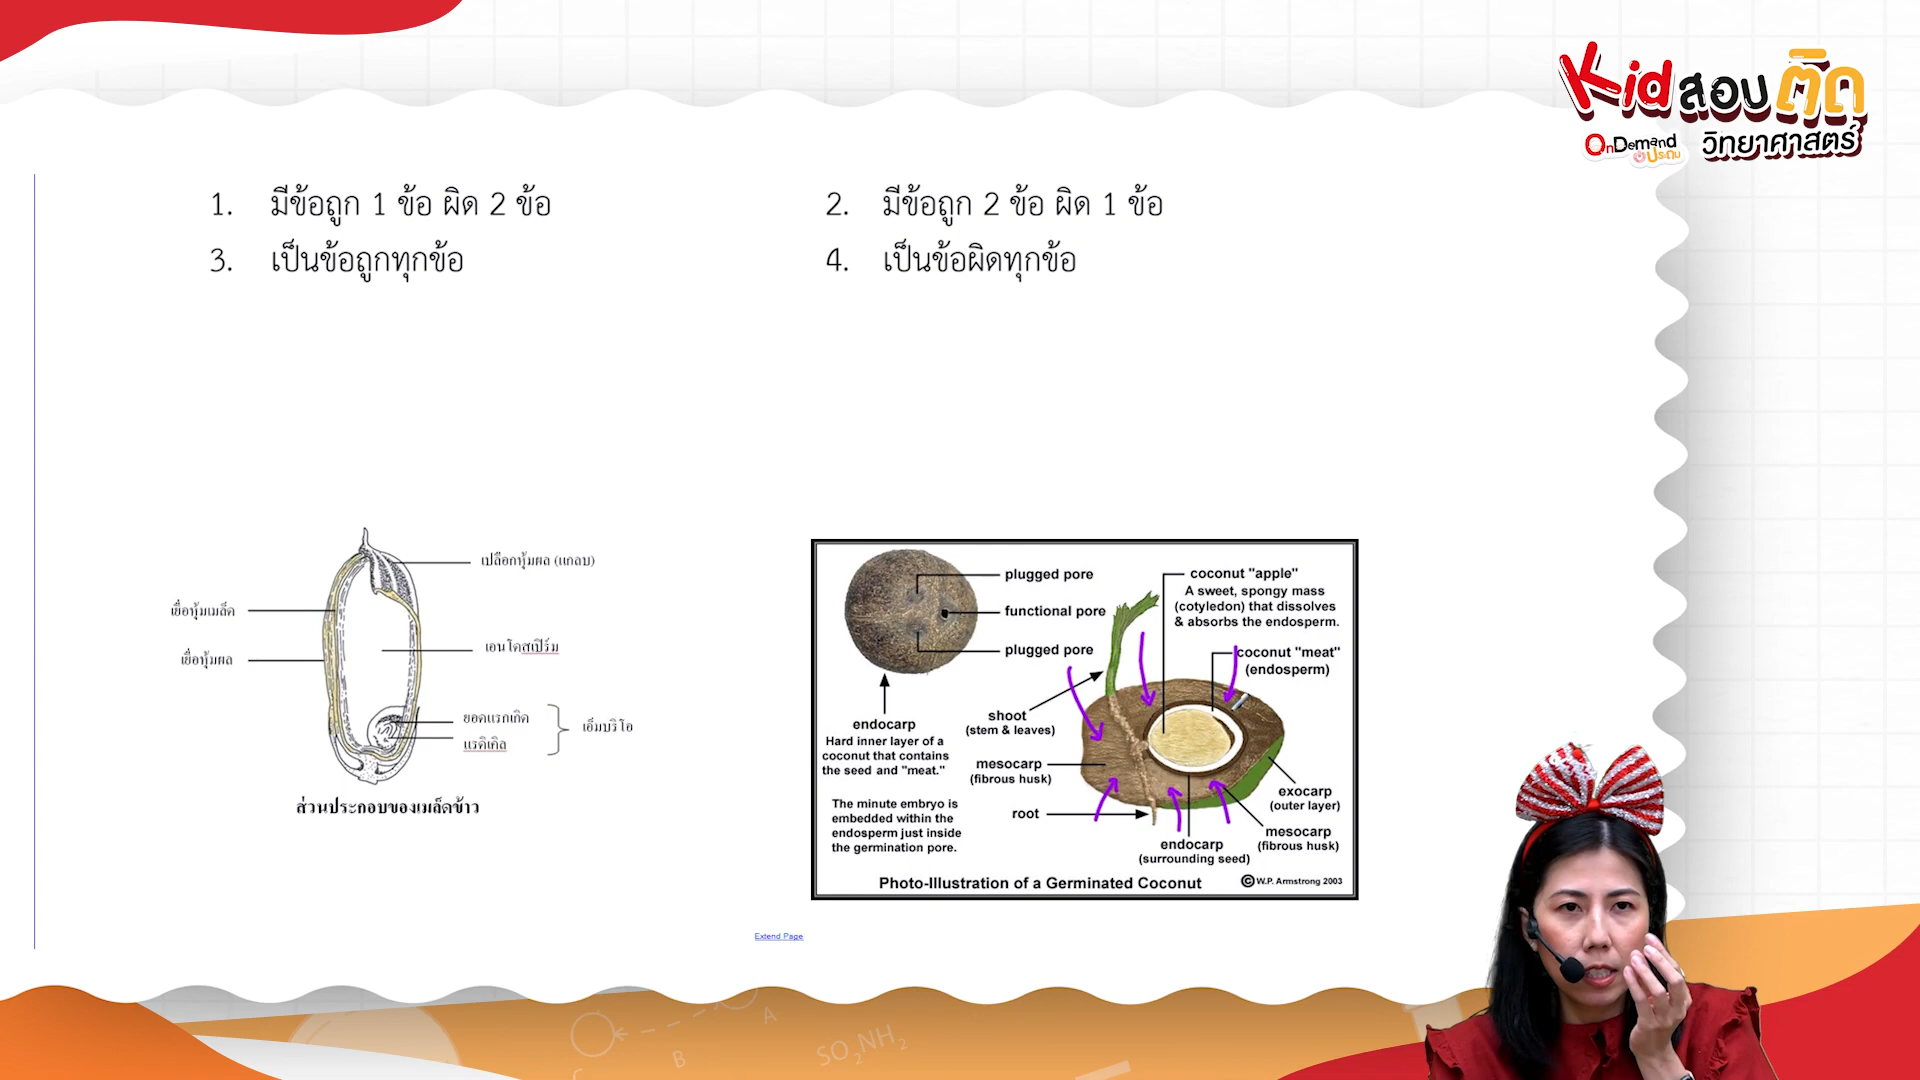 Kidสอบติด
OnDemand
ประถม
วิทยาศาสตร์
1. มีข้อถูก 1 ข้อ ผิด 2 ข้อ
2. มีข้อถูก 2 ข้อ ผิด 1 ข้อ
3. เป็นข้อถูกทุกข้อ
4. เป็นข้อผิดทุกข้อ
เปลือกหุ้มผล (แกลบ)
เยื่อหุ้มเมล็ด
เอนโดสเปิร์ม
เยื่อหุ้มผล
ยอดแรกเกิด
แรดิเคิล
เอ็มบริโอ
ส่วนประกอบของเมล็ดข้าว
plugged pore
functional pore
plugged pore
endocarp
Hard inner layer of a
coconut that contains
the seed and "meat."
The minute embryo is
embedded within the
endosperm just inside
the germination pore.
coconut "apple"
A sweet, spongy mass
(cotyledon) that dissolves
& absorbs the endosperm.
coconut "meat"
(endosperm)
shoot
(stem & leaves)
mesocarp
(fibrous husk)
root
exocarp
(outer layer)
mesocarp
(fibrous husk)
endocarp
(surrounding seed)
Photo-Illustration of a Germinated Coconut
© W.P. Armstrong 2003
Extend Page
A
B
SO2NH2